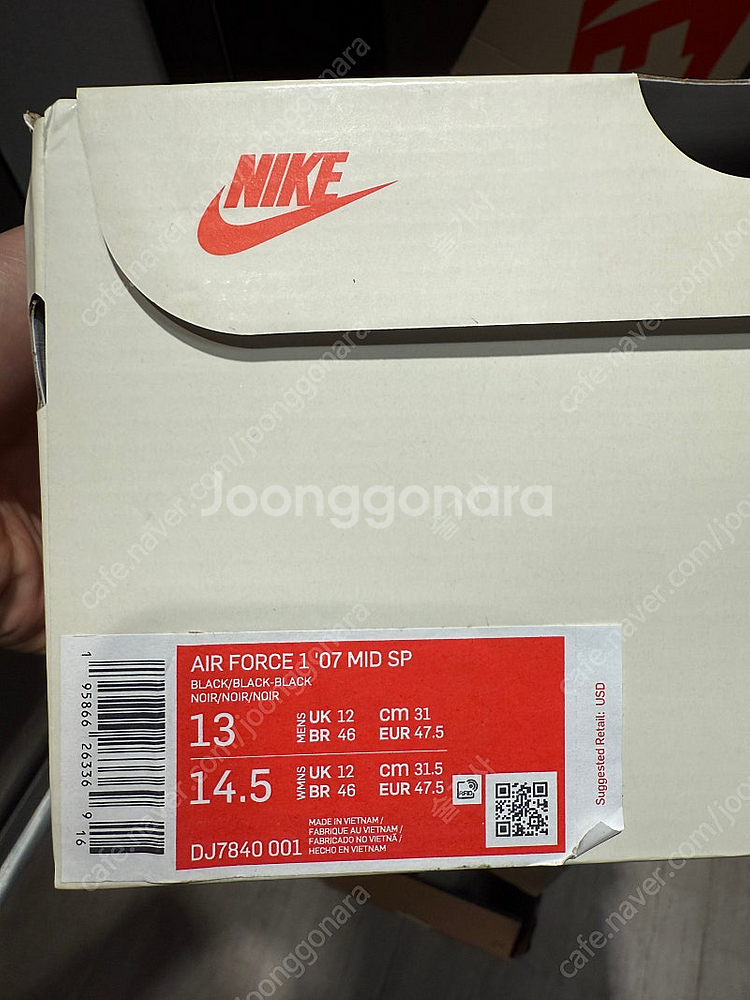 NIKE
Joonggonara
cafe.naver.com/joonggonara
AIR FORCE 1 '07 MID SP
BLACK/BLACK-BLACK
NOIR/NOIR/NOIR
13 MENS UK 12 cm 31
BR 46 EUR 47.5
14.5 WMNS UK 12 cm 31.5
BR 46 EUR 47.5
RFID
MADE IN VIETNAM /
FABRIQUE AU VIETNAM /
FABRICADO NO VIETNÃ /
HECHO EN VIETNAM
DJ7840 001
1 95866 26336 9 16
Suggested Retail: USD